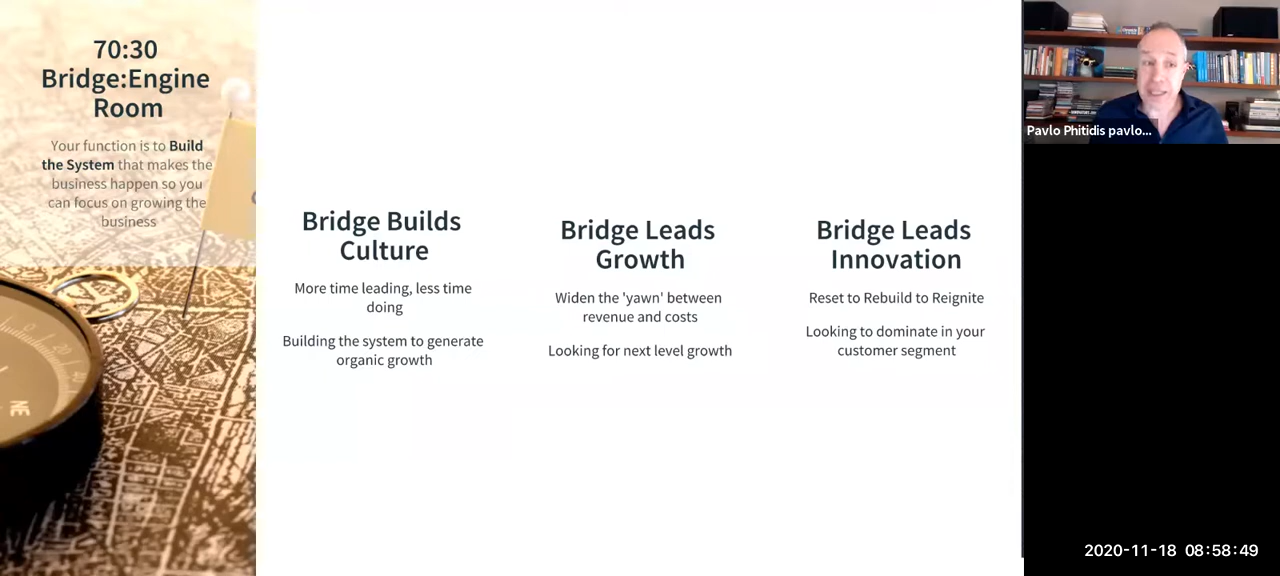 70:30
Bridge:Engine
Room
Your function is to Build
the System that makes the
business happen so you
can focus on growing the
business
NE
Bridge Builds
Culture
More time leading, less time
doing
Building the system to generate
organic growth
Bridge Leads
Growth
Widen the 'yawn' between
revenue and costs
Looking for next level growth
Bridge Leads
Innovation
Reset to Rebuild to Reignite
Looking to dominate in your
customer segment
Pavlo Phitidis pavlo...
2020-11-18 08:58:49